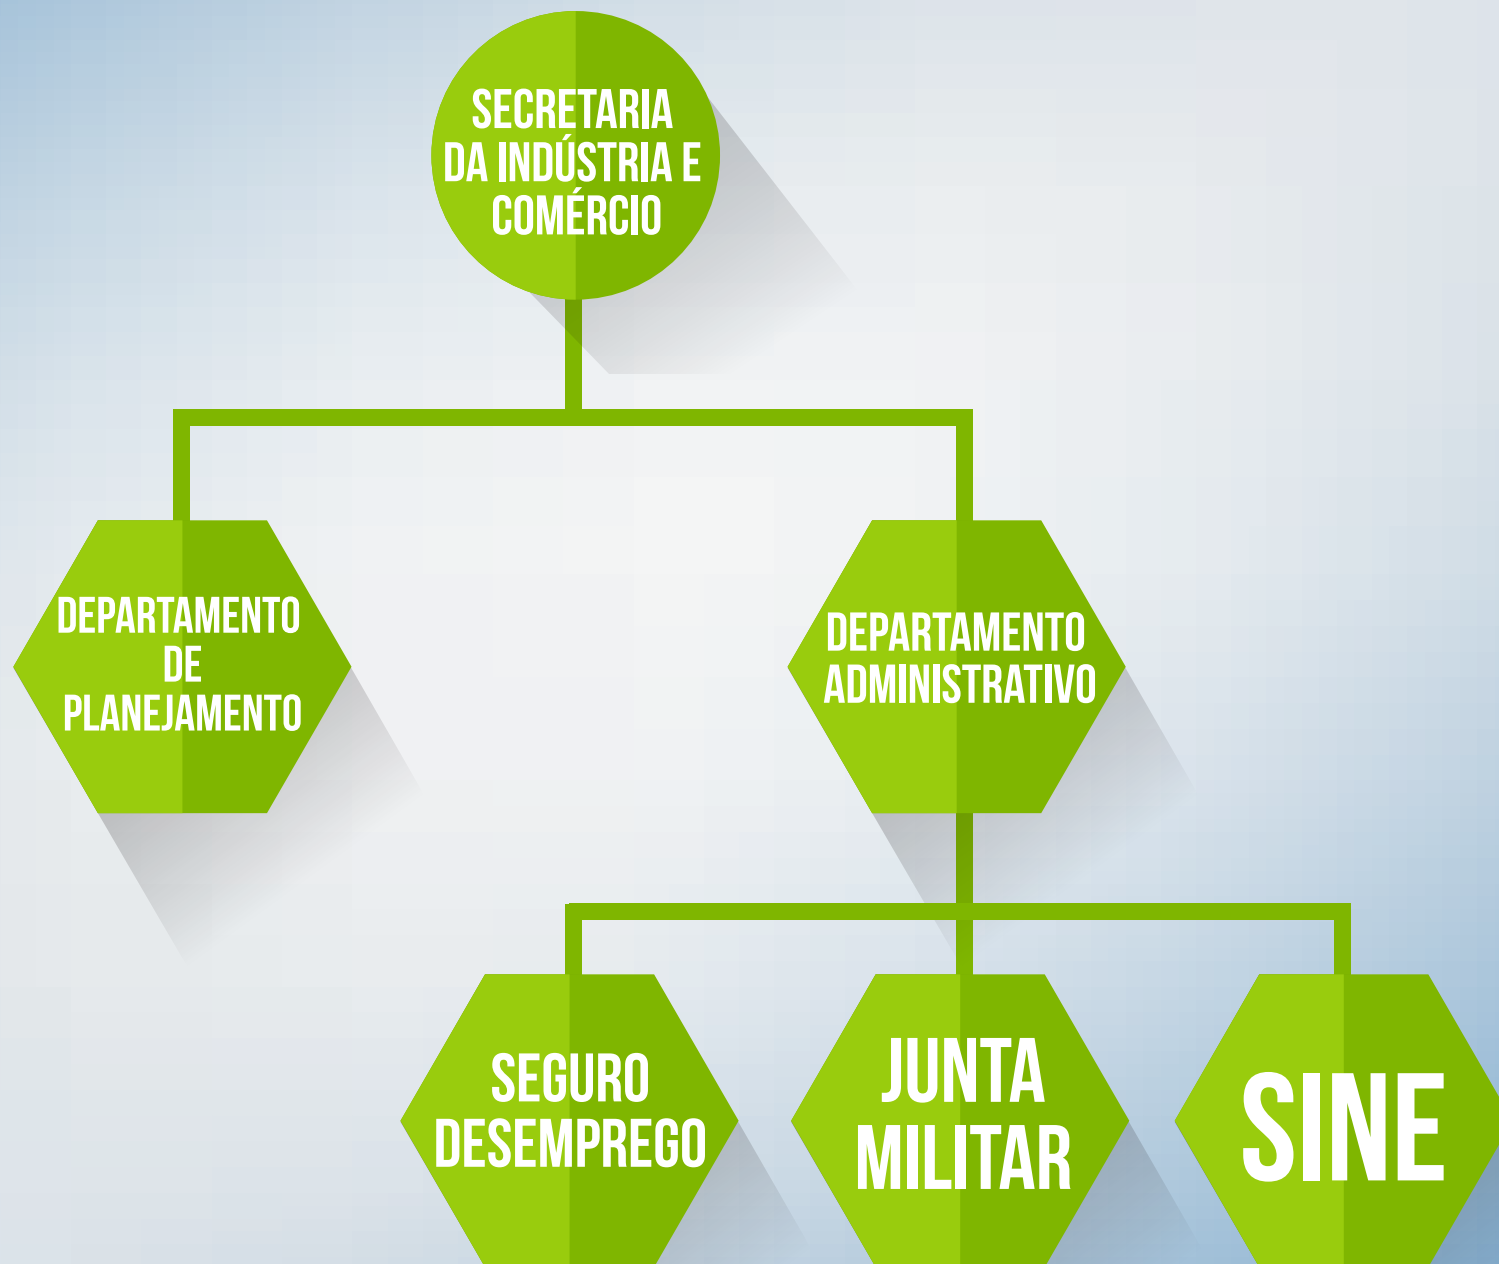 SECRETARIA
DA INDÚSTRIA E
COMÉRCIO
DEPARTAMENTO
DE
PLANEJAMENTO
DEPARTAMENTO
ADMINISTRATIVO
SEGURO
DESEMPREGO
JUNTA
MILITAR
SINE